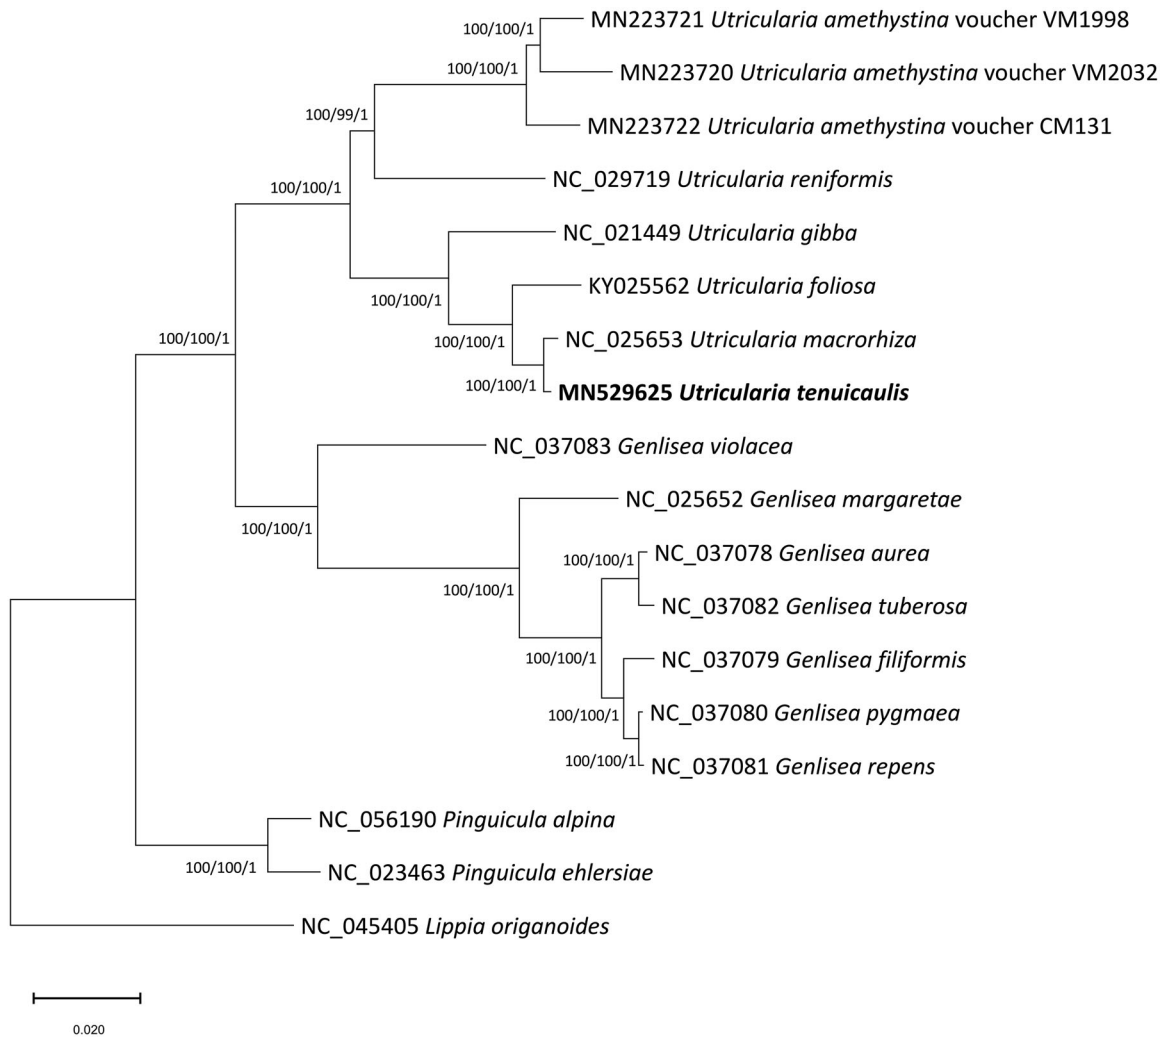 100/100/1
MN223721 Utricularia amethystina voucher VM1998
100/100/1
MN223720 Utricularia amethystina voucher VM2032
100/99/1
MN223722 Utricularia amethystina voucher CM131
100/100/1
NC_029719 Utricularia reniformis
NC_021449 Utricularia gibba
100/100/1
KY025562 Utricularia foliosa
100/100/1
100/100/1
NC_025653 Utricularia macrorhiza
100/100/1
MN529625 Utricularia tenuicaulis
NC_037083 Genlisea violacea
NC_025652 Genlisea margaretae
100/100/1
100/100/1
NC_037078 Genlisea aurea
100/100/1
NC_037082 Genlisea tuberosa
100/100/1
NC_037079 Genlisea filiformis
100/100/1
NC_037080 Genlisea pygmaea
100/100/1
NC_037081 Genlisea repens
NC_056190 Pinguicula alpina
100/100/1
NC_023463 Pinguicula ehlersiae
NC_045405 Lippia origanoides
0.020